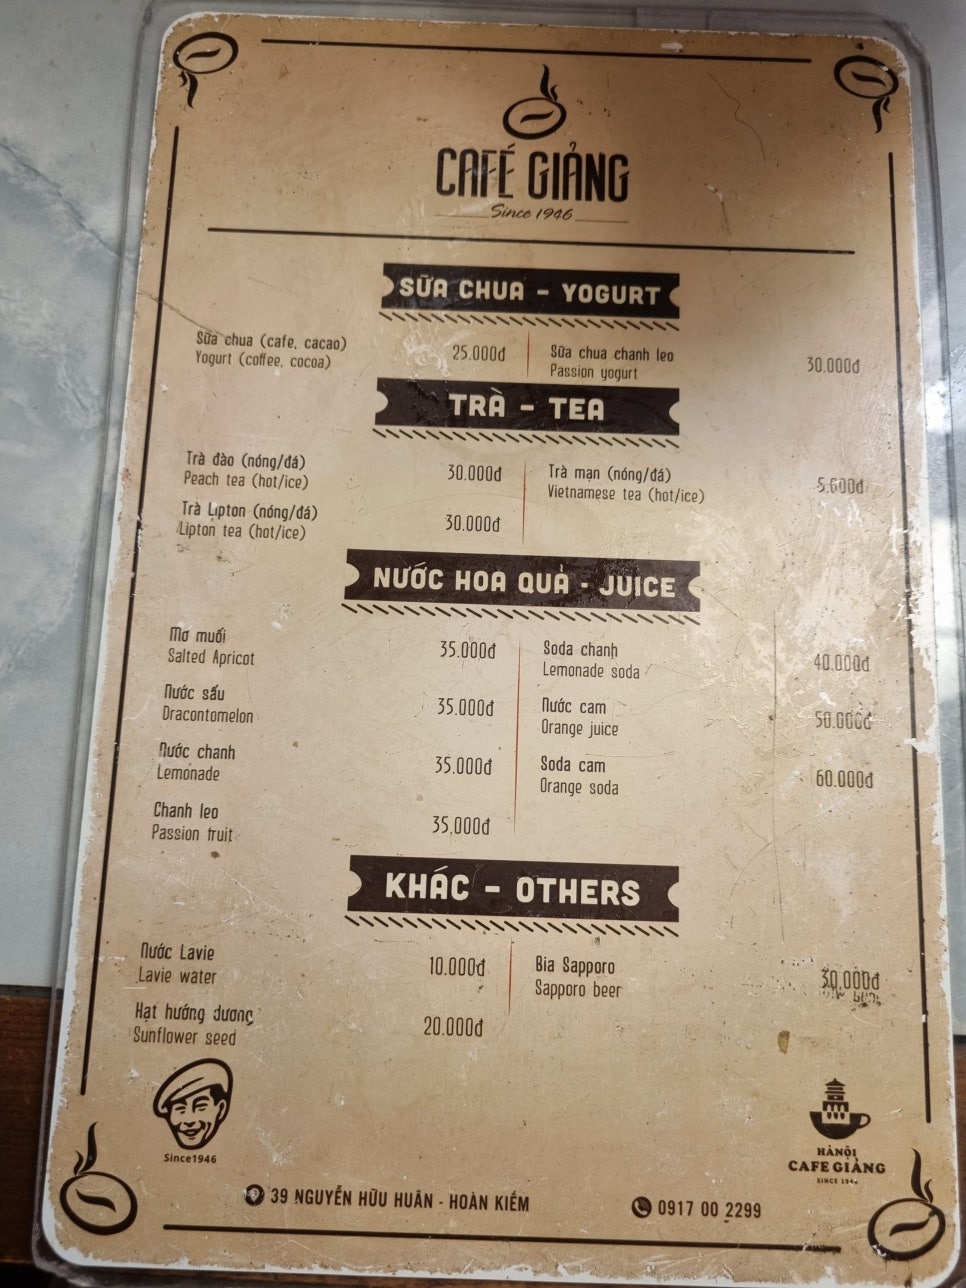 CAFÉ GIẢNG
Since 1946
SỮA CHUA - YOGURT
Sữa chua (cafe, cacao)
Yogurt (coffee, cocoa)
25.000đ
Sữa chua chanh leo
Passion yogurt
30.000đ
TRÀ - TEA
Trà đào (nóng/đá)
Peach tea (hot/ice)
30.000đ
Trà mạn (nóng/đá)
Vietnamese tea (hot/ice)
Trà Lipton (nóng/đá)
Lipton tea (hot/ice)
30.000đ
NƯỚC HOA QUẢ - JUICE
Mơ muối
Salted Apricot
35.000đ
Soda chanh
Lemonade soda
40.000đ
Nước sấu
Dracontomelon
35.000đ
Nước cam
Orange juice
50.000đ
Nước chanh
Lemonade
35.000đ
Soda cam
Orange soda
60.000đ
Chanh leo
Passion fruit
35,000đ
KHÁC - OTHERS
Nước Lavie
Lavie water
10.000đ
Bia Sapporo
Sapporo beer
30.000đ
Hạt hướng dương
Sunflower seed
20.000đ
Since1946
HÀNỘI
CAFE GIẢNG
SINCE
39 NGUYỄN HỮU HUÂN - HOÀN KIẾM
0917 00 2299